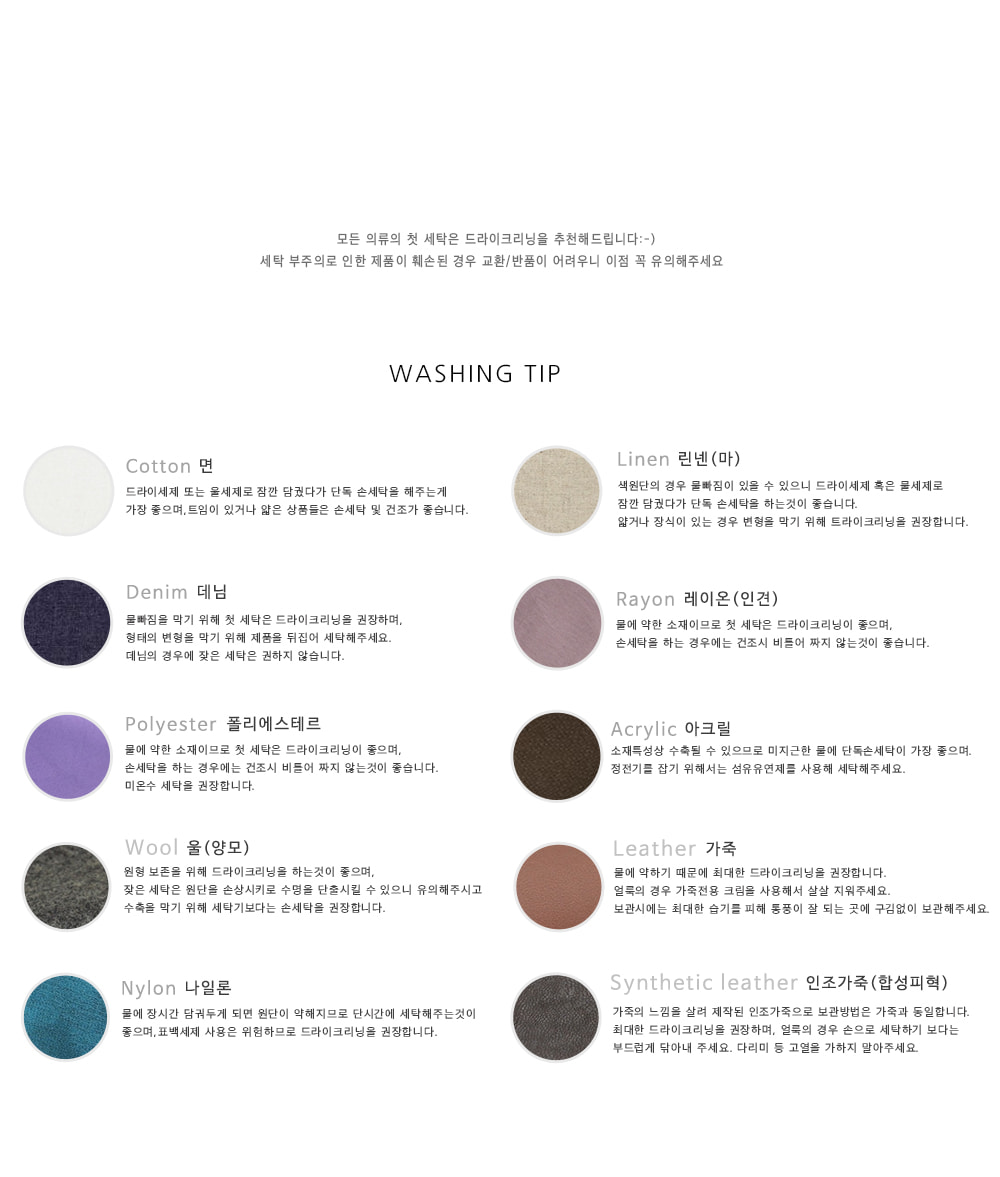 모든 의류의 첫 세탁은 드라이크리닝을 추천해드립니다:-)
세탁 부주의로 인한 제품이 훼손된 경우 교환/반품이 어려우니 이점 꼭 유의해주세요
WASHING TIP
Cotton 면
드라이세제 또는 울세제로 잠깐 담궜다가 단독 손세탁을 해주는게
가장 좋으며,트임이 있거나 얇은 상품들은 손세탁 및 건조가 좋습니다.
Linen 린넨(마)
색원단의 경우 물빠짐이 있을 수 있으니 드라이세제 혹은 물세제로
잠깐 담궜다가 단독 손세탁을 하는것이 좋습니다.
얇거나 장식이 있는 경우 변형을 막기 위해 트라이크리닝을 권장합니다.
Denim 데님
물빠짐을 막기 위해 첫 세탁은 드라이크리닝을 권장하며,
형태의 변형을 막기 위해 제품을 뒤집어 세탁해주세요.
데님의 경우에 잦은 세탁은 권하지 않습니다.
Rayon 레이온(인견)
물에 약한 소재이므로 첫 세탁은 드라이크리닝이 좋으며,
손세탁을 하는 경우에는 건조시 비틀어 짜지 않는것이 좋습니다.
Polyester 폴리에스테르
물에 약한 소재이므로 첫 세탁은 드라이크리닝이 좋으며,
손세탁을 하는 경우에는 건조시 비틀어 짜지 않는것이 좋습니다.
미온수 세탁을 권장합니다.
Acrylic 아크릴
소재특성상 수축될 수 있으므로 미지근한 물에 단독손세탁이 가장 좋으며.
정전기를 잡기 위해서는 섬유유연제를 사용해 세탁해주세요.
Wool 울(양모)
원형 보존을 위해 드라이크리닝을 하는것이 좋으며,
잦은 세탁은 원단을 손상시키로 수명을 단출시킬 수 있으니 유의해주시고
수축을 막기 위해 세탁기보다는 손세탁을 권장합니다.
Leather 가죽
물에 약하기 때문에 최대한 드라이크리닝을 권장합니다.
얼룩의 경우 가죽전용 크림을 사용해서 살살 지워주세요.
보관시에는 최대한 습기를 피해 통풍이 잘 되는 곳에 구김없이 보관해주세요.
Nylon 나일론
물에 장시간 담궈두게 되면 원단이 약해지므로 단시간에 세탁해주는것이
좋으며,표백세제 사용은 위험하므로 드라이크리닝을 권장합니다.
Synthetic leather 인조가죽(합성피혁)
가죽의 느낌을 살려 제작된 인조가죽으로 보관방법은 가죽과 동일합니다.
최대한 드라이크리닝을 권장하며, 얼룩의 경우 손으로 세탁하기 보다는
부드럽게 닦아내 주세요. 다리미 등 고열을 가하지 말아주세요.